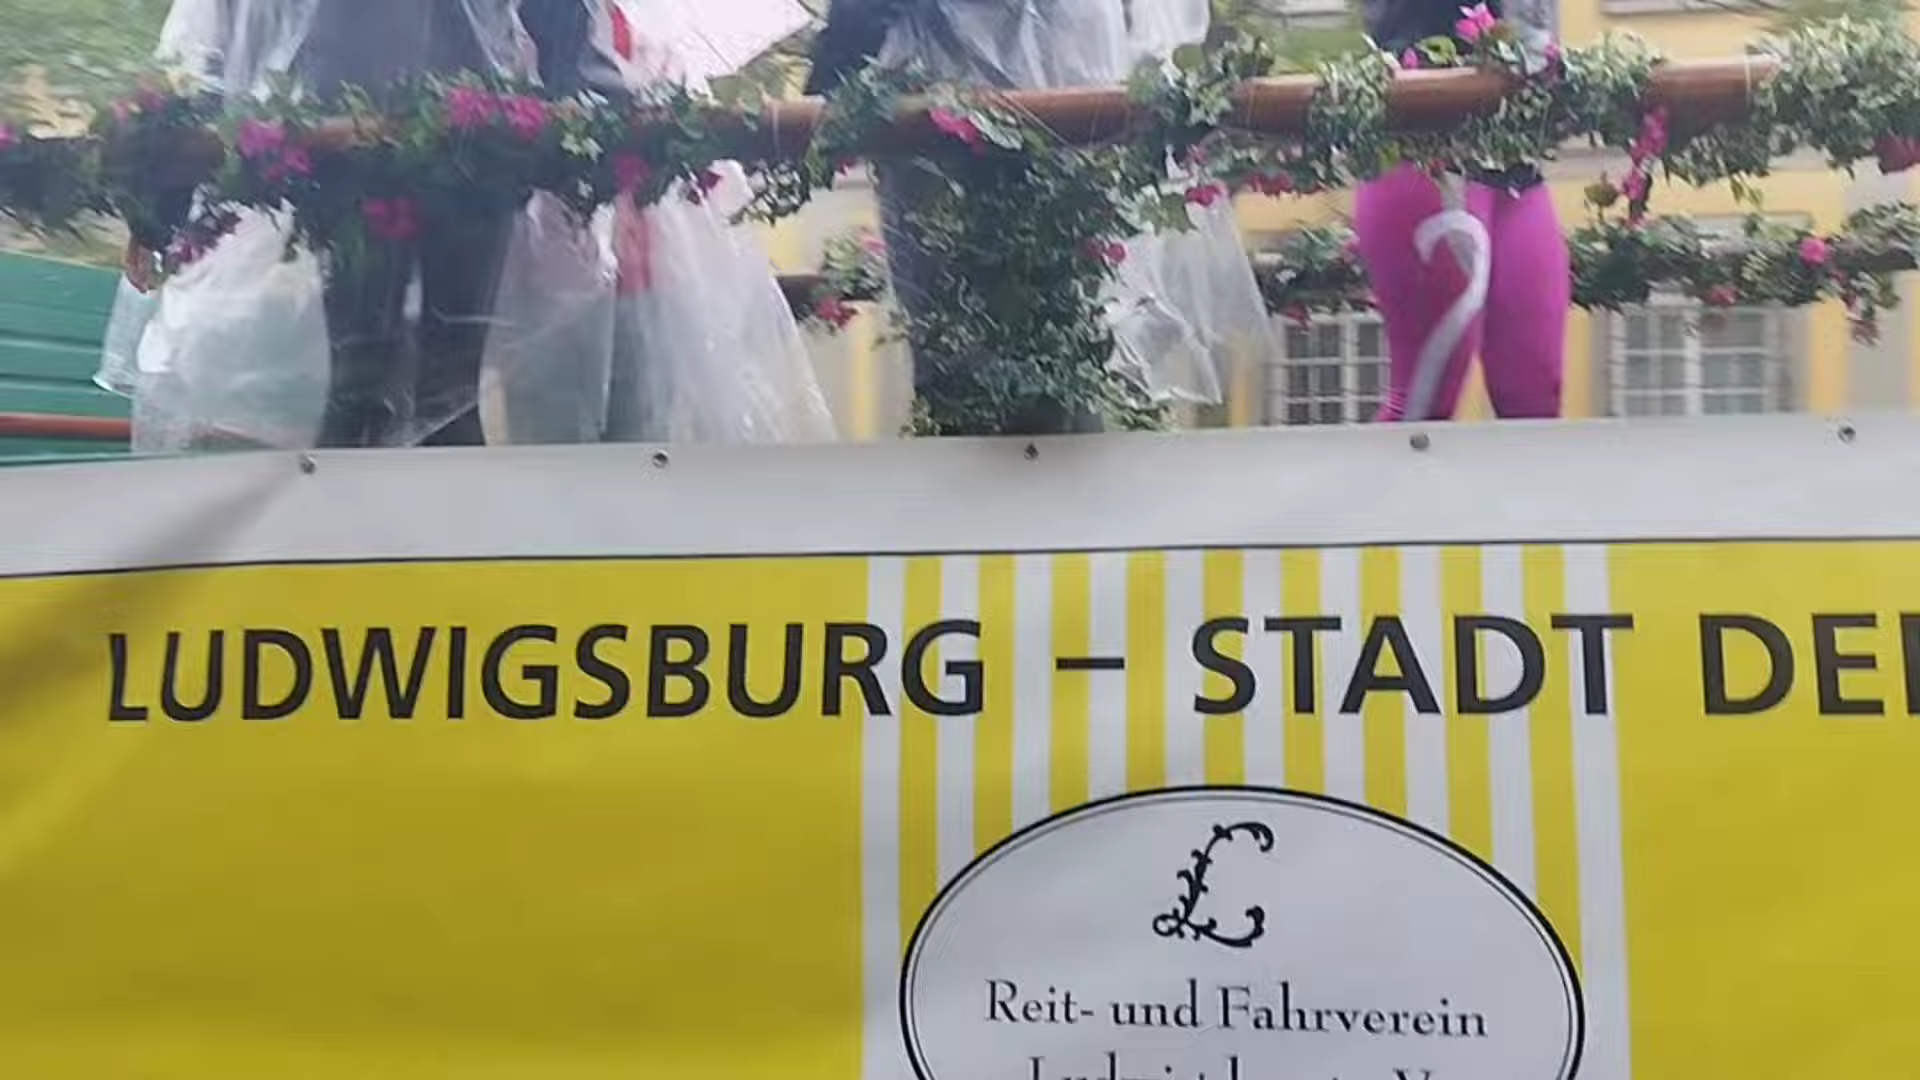 LUDWIGSBURG – STADT DE
Reit- und Fahrverein